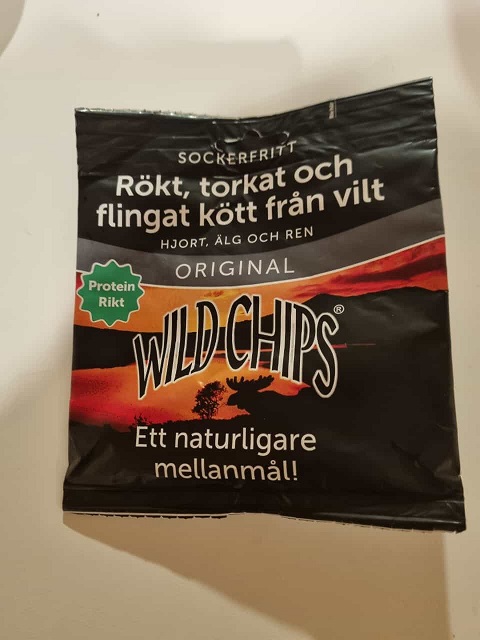 SOCKERFRITT
Rökt, torkat och
flingat kött från vilt
HJORT, ÄLG OCH REN
ORIGINAL
Protein
Rikt
WILD CHIPS®
Ett naturligare
mellanmål!